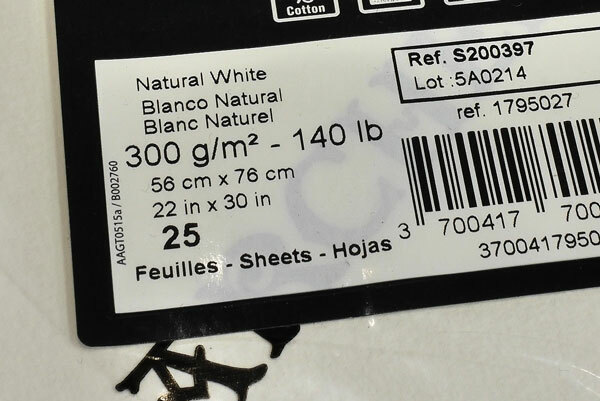 Cotton
Natural White
Blanco Natural
Blanc Naturel
300 g/m² - 140 lb
56 cm x 76 cm
22 in x 30 in
25
Feuilles - Sheets - Hojas
AAGT0515a / B002760
Ref. S200397
Lot :5A0214
ref. 1795027
3 700417 700
3700417950